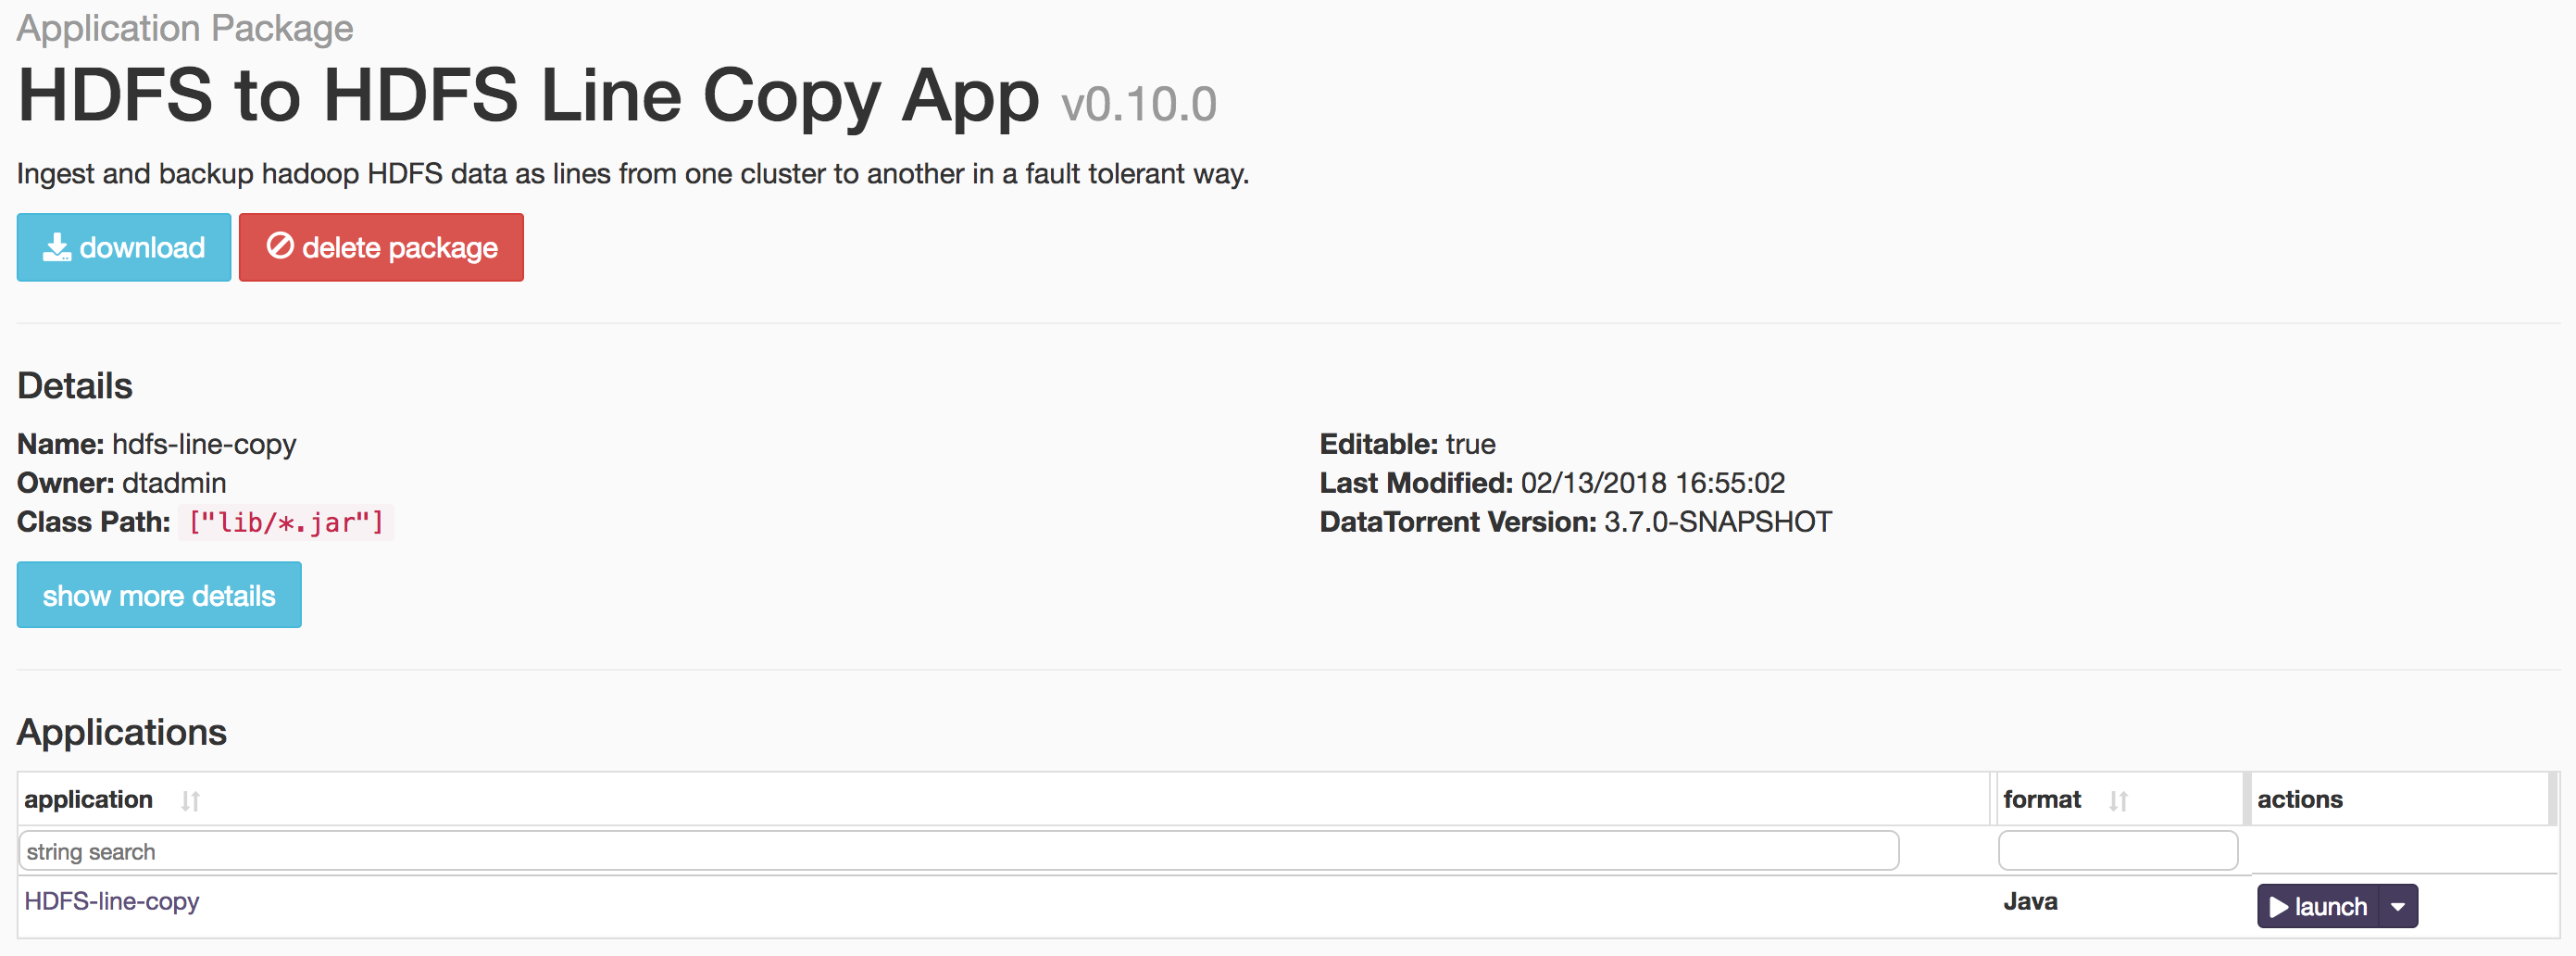 Application Package
HDFS to HDFS Line Copy App v0.10.0
Ingest and backup hadoop HDFS data as lines from one cluster to another in a fault tolerant way.
download delete package
Details
Name: hdfs-line-copy Editable: true
Owner: dtadmin Last Modified: 02/13/2018 16:55:02
Class Path: ["lib/*.jar"] DataTorrent Version: 3.7.0-SNAPSHOT
show more details
Applications
application format actions
string search
HDFS-line-copy Java launch